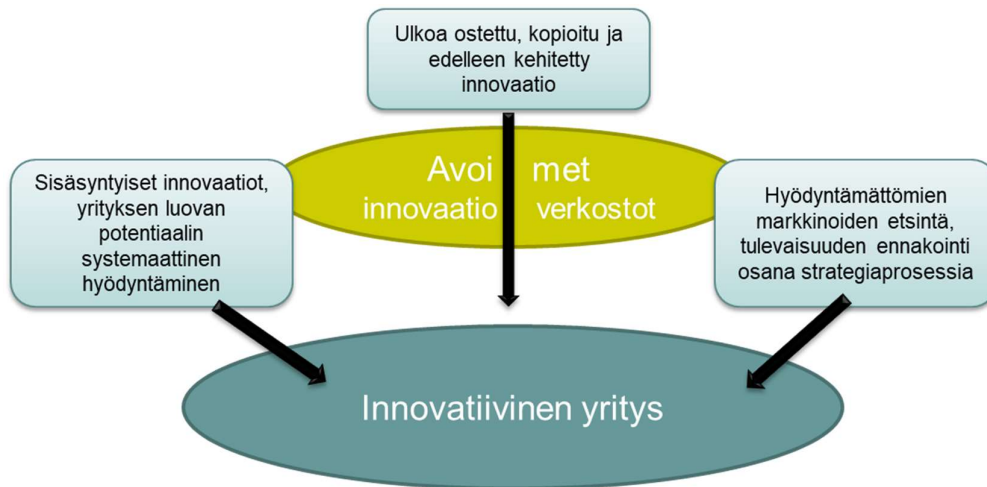 Ulkoa ostettu, kopioitu ja
edelleen kehitetty
innovaatio
Avoi met
innovaatio verkostot
Sisäsyntyiset innovaatiot,
yrityksen luovan
potentiaalin
systemaattinen
hyödyntäminen
Hyödyntämättömien
markkinoiden etsintä,
tulevaisuuden ennakointi
osana strategiaprosessia
Innovatiivinen yritys